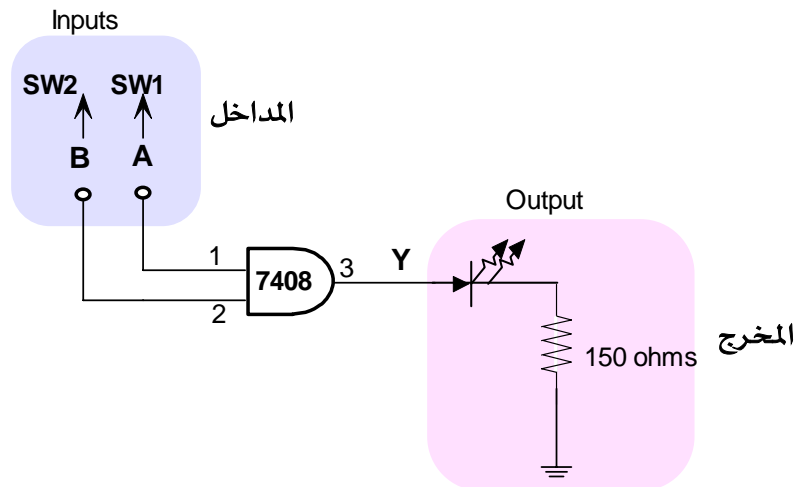 Inputs
SW2 SW1
المداخل
B A
Output
1
7408
3
Y
2
150 ohms
المخرج